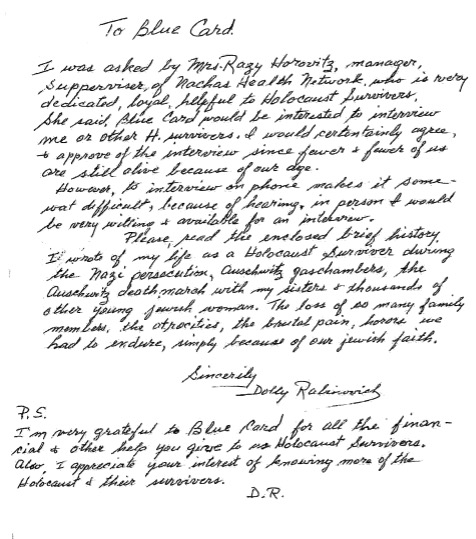 To Blue Card.
I was asked by Mrs. Razy Horovitz, manager,
Supperviser, of Nachas Health Network, who is very
dedicated, loyal, helpful to Holocaust Survivers.
She said, Blue Card would be interested, to interview
me or other H. survivers. I would certentainly agree,
& approve of the interview since fewer & fewer of us
are still alive because of our age.
However, to interview on phone makes it some-
wat difficult, because of hearing, in person I would
be very willing & available for an interview.
Please, read the enclosed brief history
I wrote of my life as a Holocaust Surviver during
the Nazi persecution, Auschwitz gaschambers, the
Auschwitz death march with my sisters & thousands of
other young Jewish woman. The loss of so many family
members, the atrocities, the brutal pain, horors we
had to endure, simply because of our jewish faith.
Sincerily
Dolly Rabinovich
P.S.
I'm very grateful to Blue Card for all the finan-
cial & other help you give to us Holocaust Survivers.
Also, I appreciate your interest of knowing more of the
Holocaust & their survivers.
D.R.